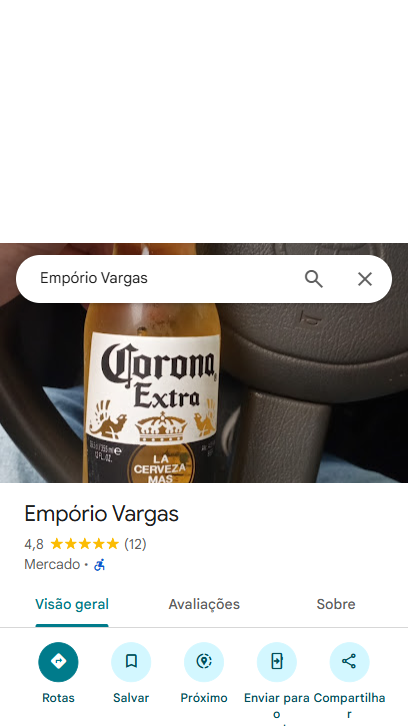 Empório Vargas
Corona
Extra
LA
CERVEZA
MAS
Empório Vargas
4,8 (12)
Mercado ·
Visão geral Avaliações Sobre
Rotas Salvar Próximo Enviar para o Compartilhar